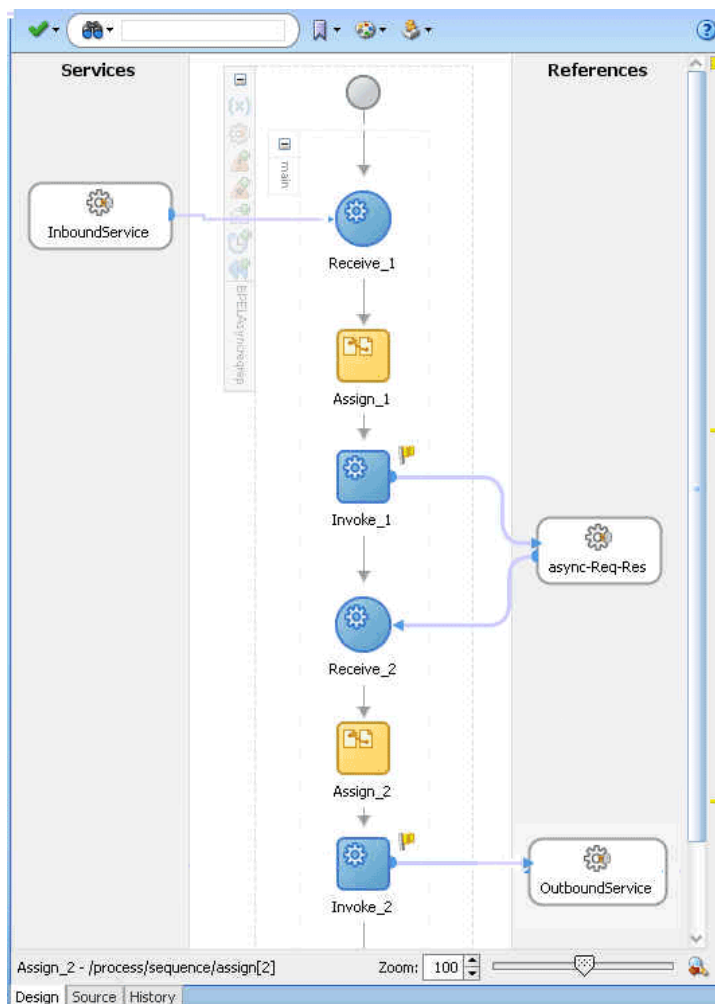 Services
References
main
InboundService
Receive_1
Assign_1
Invoke_1
async-Req-Res
Receive_2
Assign_2
OutboundService
Invoke_2
Assign_2 - /process/sequence/assign[2]
Zoom: 100
Design Source History